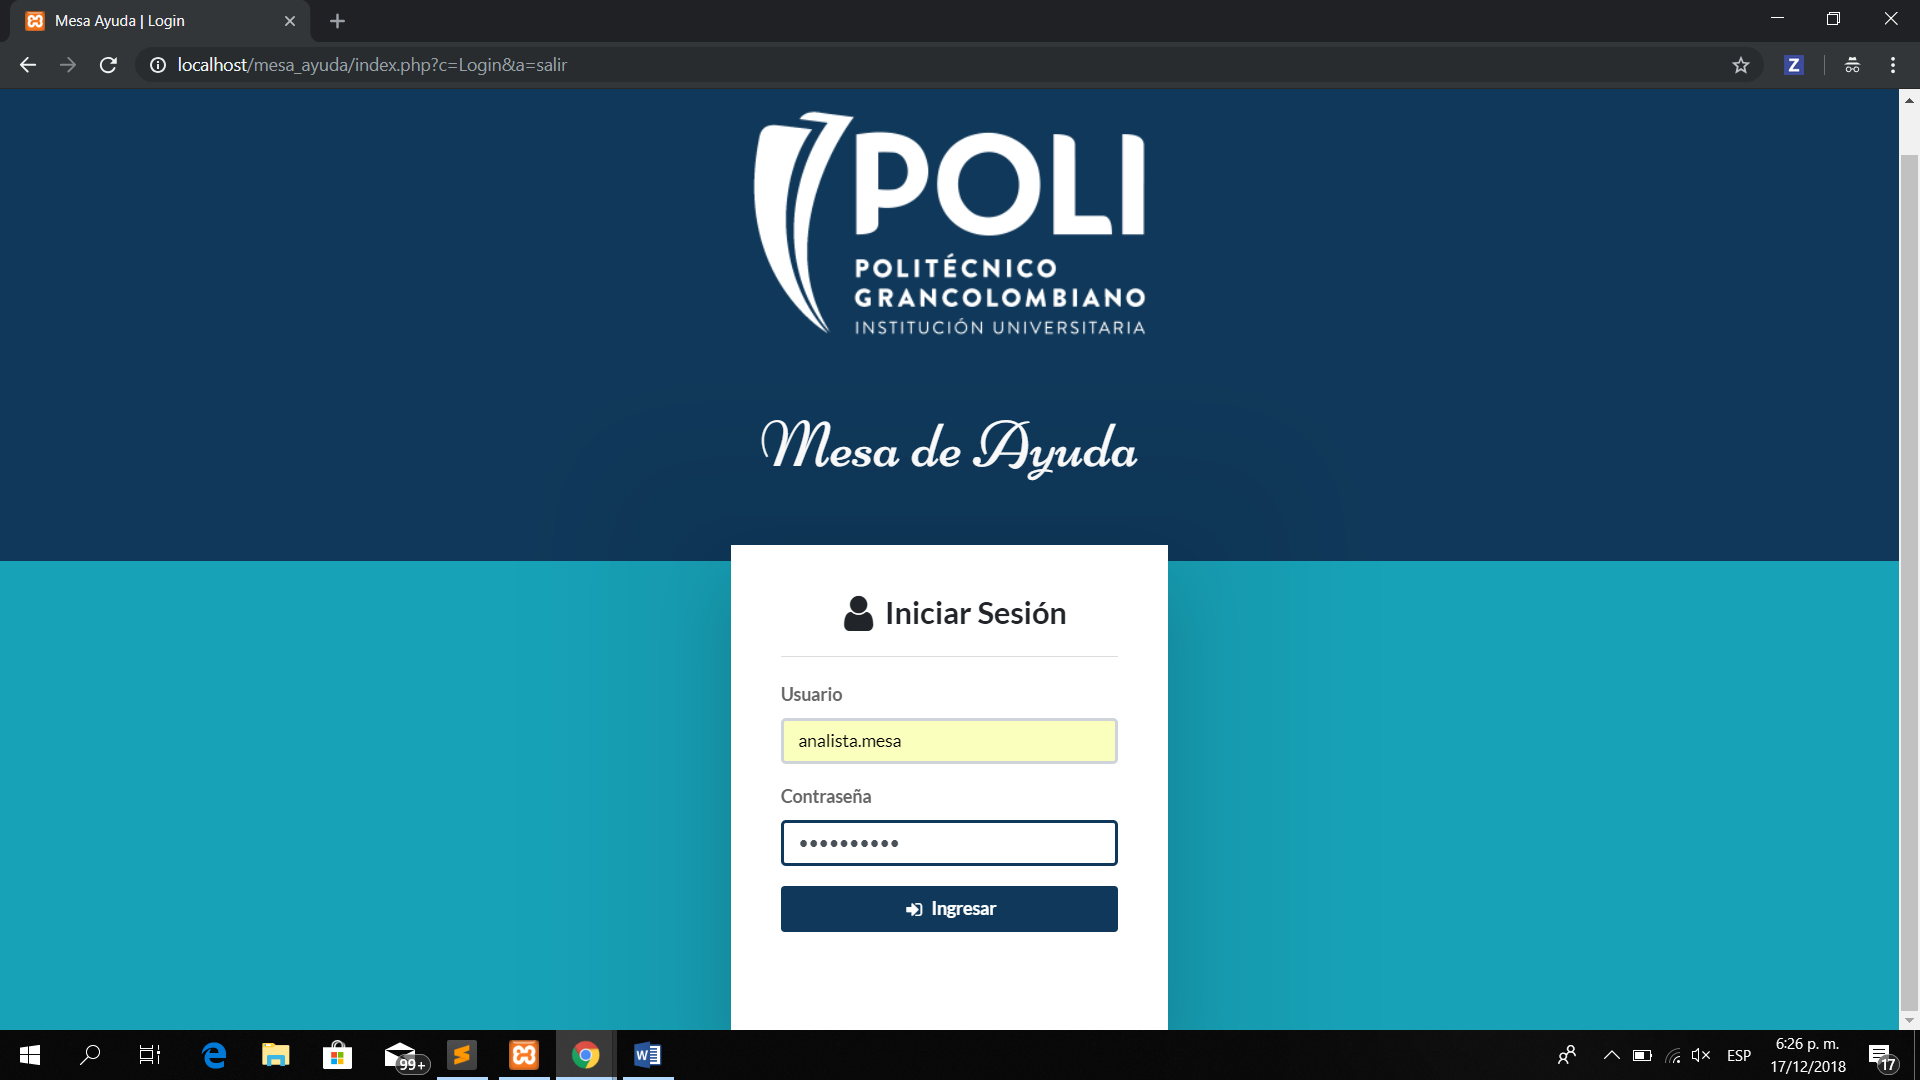 Mesa Ayuda | Login
localhost/mesa_ayuda/index.php?c=Login&a=salir
Z
POLI
POLITÉCNICO
GRANCOLOMBIANO
INSTITUCIÓN UNIVERSITARIA
Mesa de Ayuda
Iniciar Sesión
Usuario
analista.mesa
Contraseña
••••••••••
Ingresar
99+
ESP
6:26 p. m.
17/12/2018
17